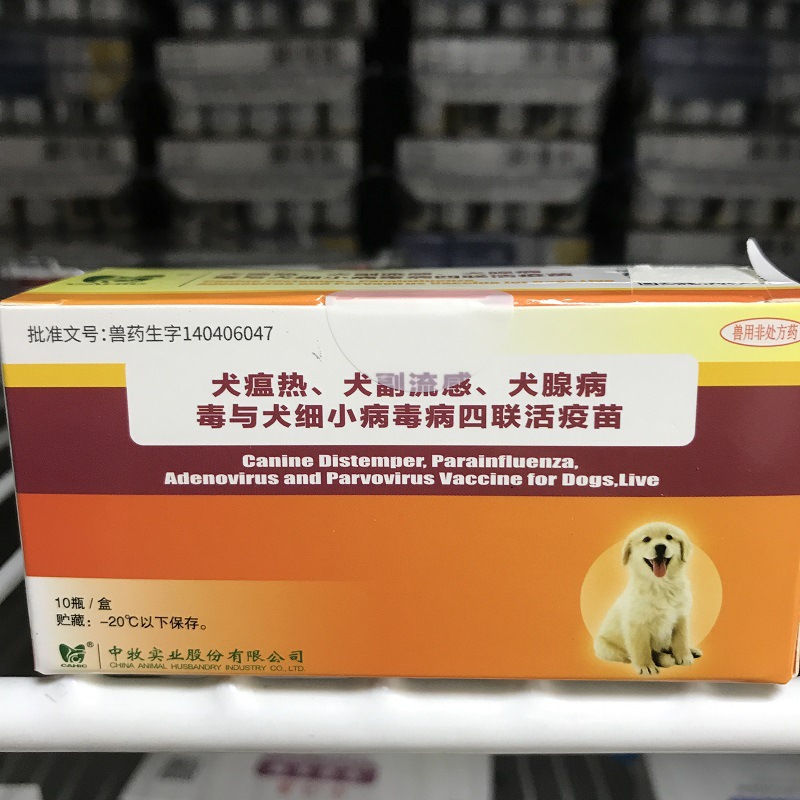 批准文号：兽药生字140406047
兽用非处方药
犬瘟热、犬副流感、犬腺病
毒与犬细小病毒病四联活疫苗
Canine Distemper, Parainfluenza,
Adenovirus and Parvovirus Vaccine for Dogs,Live
10瓶/盒
贮藏：-20℃以下保存。
CAHIC®
中牧实业股份有限公司
CHINA ANIMAL HUSBANDRY INDUSTRY CO., LTD.